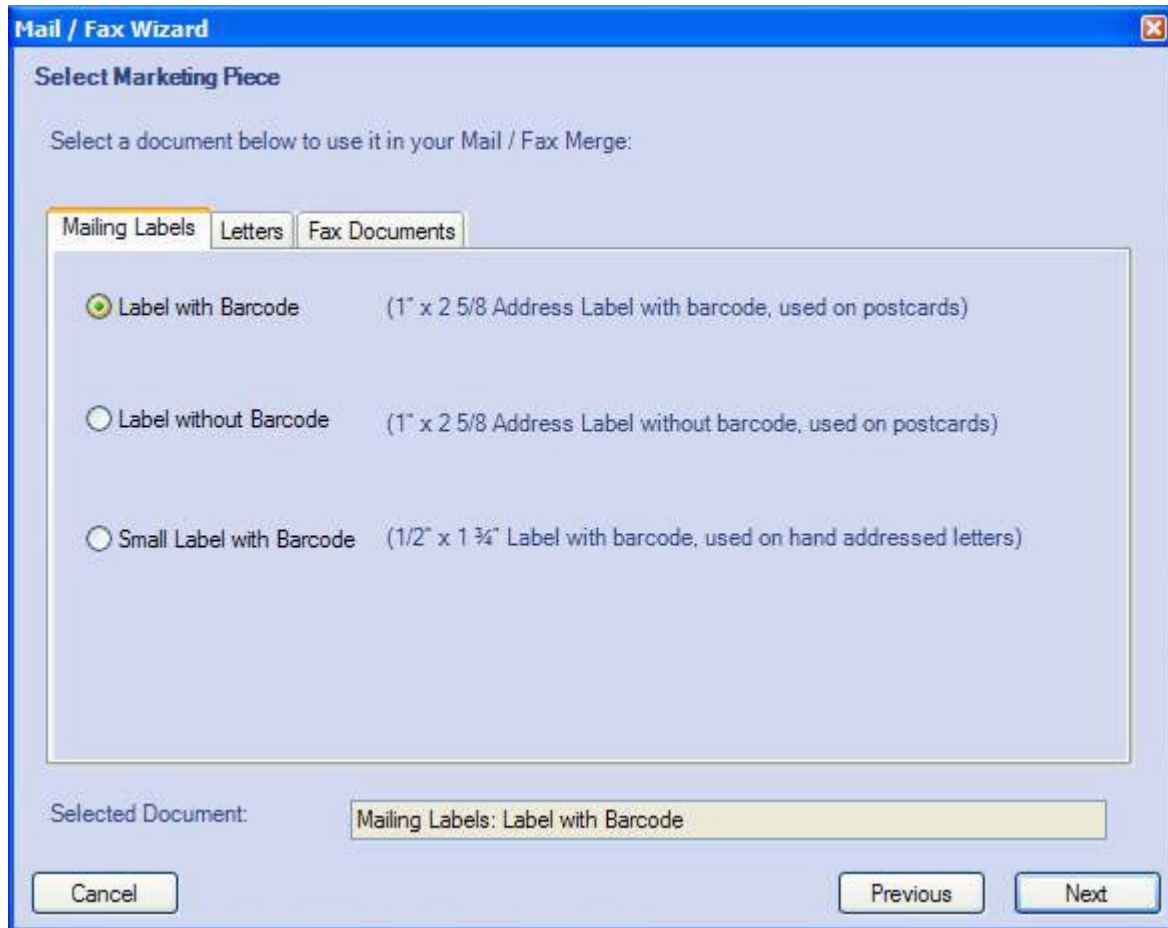 Mail / Fax Wizard
Select Marketing Piece
Select a document below to use it in your Mail / Fax Merge:
Mailing Labels Letters Fax Documents
Label with Barcode (1" x 2 5/8 Address Label with barcode, used on postcards)
Label without Barcode (1" x 2 5/8 Address Label without barcode, used on postcards)
Small Label with Barcode (1/2" x 1 ¾" Label with barcode, used on hand addressed letters)
Selected Document: Mailing Labels: Label with Barcode
Cancel Previous Next